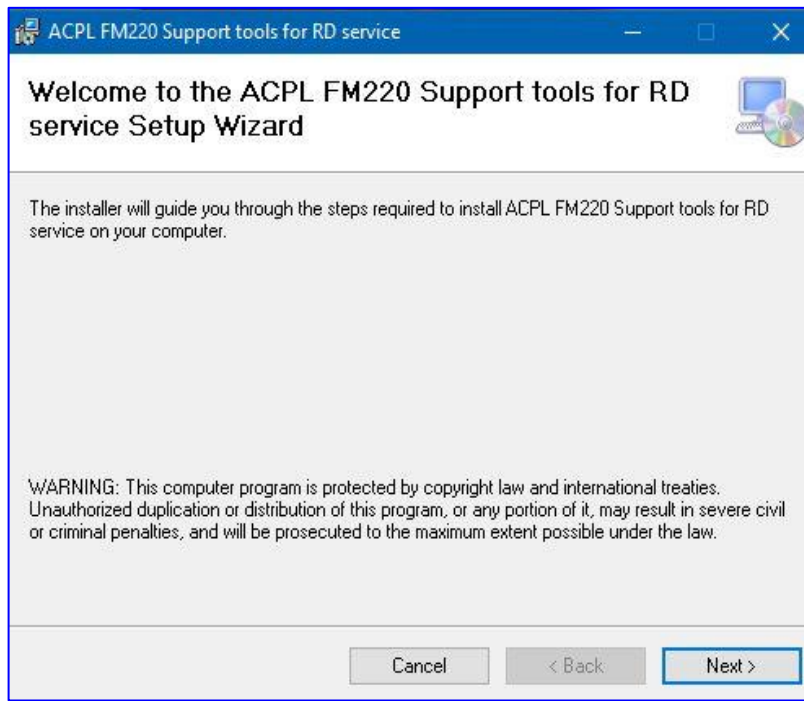 ACPL FM220 Support tools for RD service
Welcome to the ACPL FM220 Support tools for RD
service Setup Wizard
The installer will guide you through the steps required to install ACPL FM220 Support tools for RD
service on your computer.
WARNING: This computer program is protected by copyright law and international treaties.
Unauthorized duplication or distribution of this program, or any portion of it, may result in severe civil
or criminal penalties, and will be prosecuted to the maximum extent possible under the law.
Cancel < Back Next >